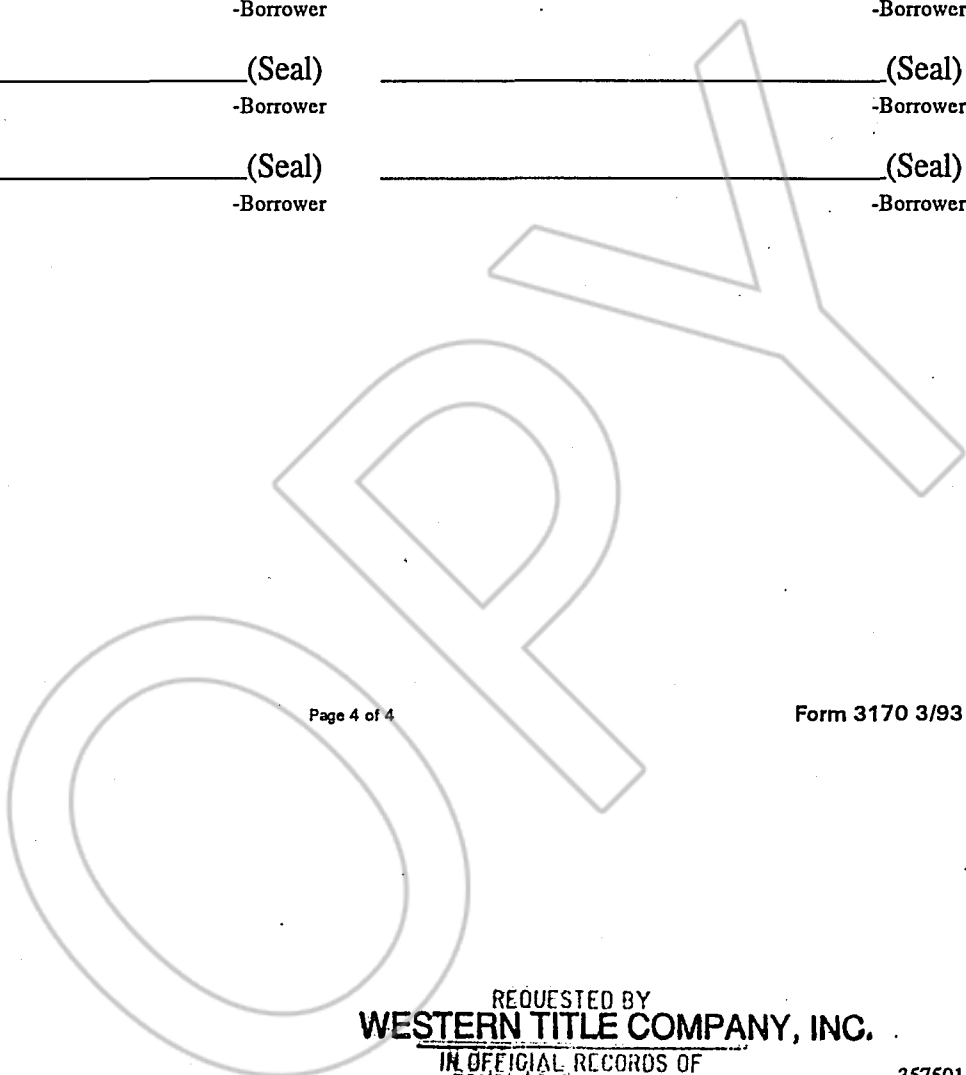 -Borrower -Borrower
(Seal) (Seal)
-Borrower -Borrower
(Seal) (Seal)
-Borrower -Borrower
OPY
Page 4 of 4 Form 3170 3/93
REQUESTED BY
WESTERN TITLE COMPANY, INC.
IN OFFICIAL RECORDS OF